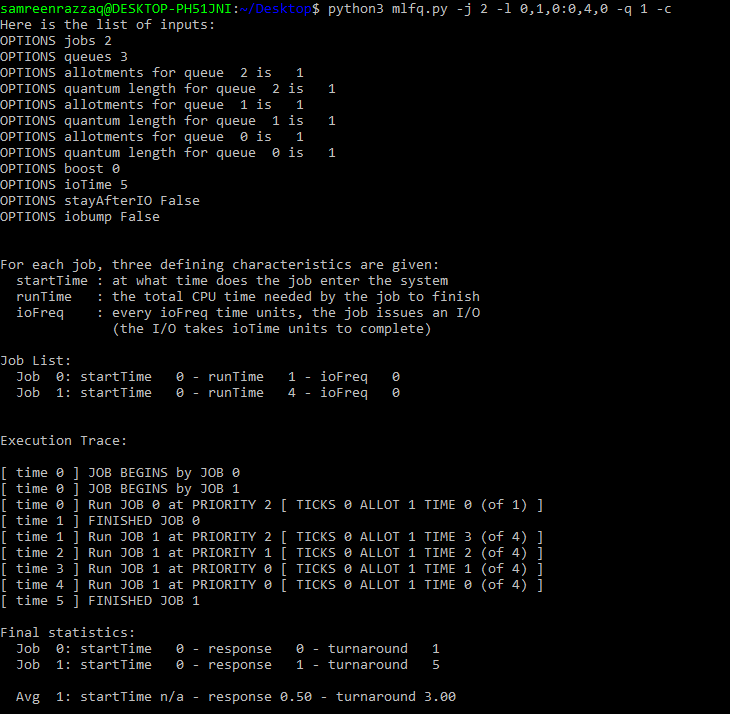 samreenrazzaq@DESKTOP-PH51JNI:~/Desktop$ python3 mlfq.py -j 2 -l 0,1,0:0,4,0 -q 1 -c
Here is the list of inputs:
OPTIONS jobs 2
OPTIONS queues 3
OPTIONS allotments for queue  2 is   1
OPTIONS quantum length for queue  2 is   1
OPTIONS allotments for queue  1 is   1
OPTIONS quantum length for queue  1 is   1
OPTIONS allotments for queue  0 is   1
OPTIONS quantum length for queue  0 is   1
OPTIONS boost 0
OPTIONS ioTime 5
OPTIONS stayAfterIO False
OPTIONS iobump False
For each job, three defining characteristics are given:
  startTime : at what time does the job enter the system
  runTime   : the total CPU time needed by the job to finish
  ioFreq    : every ioFreq time units, the job issues an I/O
              (the I/O takes ioTime units to complete)
Job List:
  Job  0: startTime   0 - runTime   1 - ioFreq   0
  Job  1: startTime   0 - runTime   4 - ioFreq   0
Execution Trace:
[ time 0 ] JOB BEGINS by JOB 0
[ time 0 ] JOB BEGINS by JOB 1
[ time 0 ] Run JOB 0 at PRIORITY 2 [ TICKS 0 ALLOT 1 TIME 0 (of 1) ]
[ time 1 ] FINISHED JOB 0
[ time 1 ] Run JOB 1 at PRIORITY 2 [ TICKS 0 ALLOT 1 TIME 3 (of 4) ]
[ time 2 ] Run JOB 1 at PRIORITY 1 [ TICKS 0 ALLOT 1 TIME 2 (of 4) ]
[ time 3 ] Run JOB 1 at PRIORITY 0 [ TICKS 0 ALLOT 1 TIME 1 (of 4) ]
[ time 4 ] Run JOB 1 at PRIORITY 0 [ TICKS 0 ALLOT 1 TIME 0 (of 4) ]
[ time 5 ] FINISHED JOB 1
Final statistics:
  Job  0: startTime   0 - response   0 - turnaround   1
  Job  1: startTime   0 - response   1 - turnaround   5
  Avg  1: startTime n/a - response 0.50 - turnaround 3.00